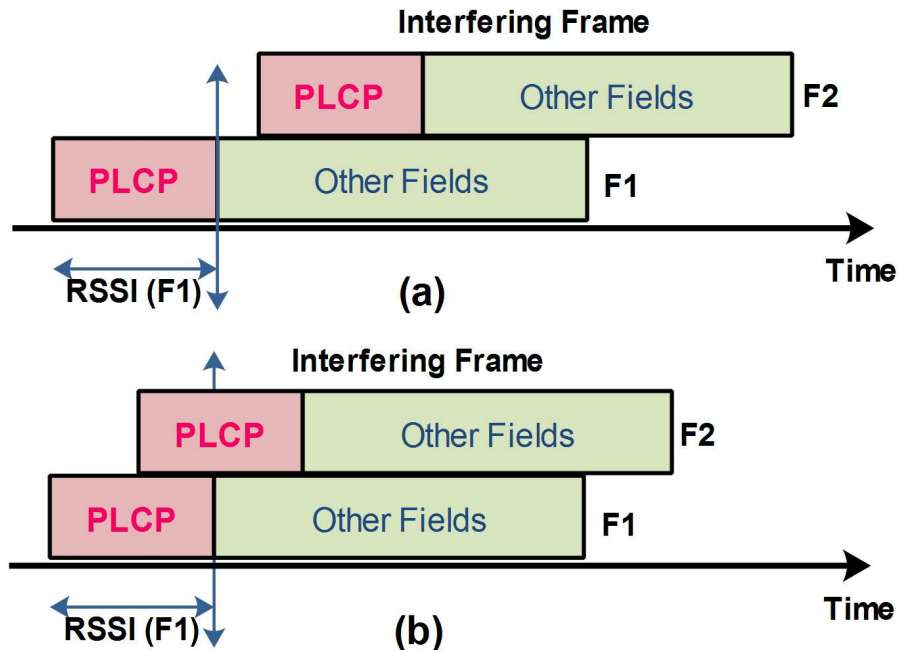 Interfering Frame
PLCP Other Fields F2
PLCP Other Fields F1
Time
RSSI (F1)
(a)
Interfering Frame
PLCP Other Fields F2
PLCP Other Fields F1
Time
RSSI (F1)
(b)